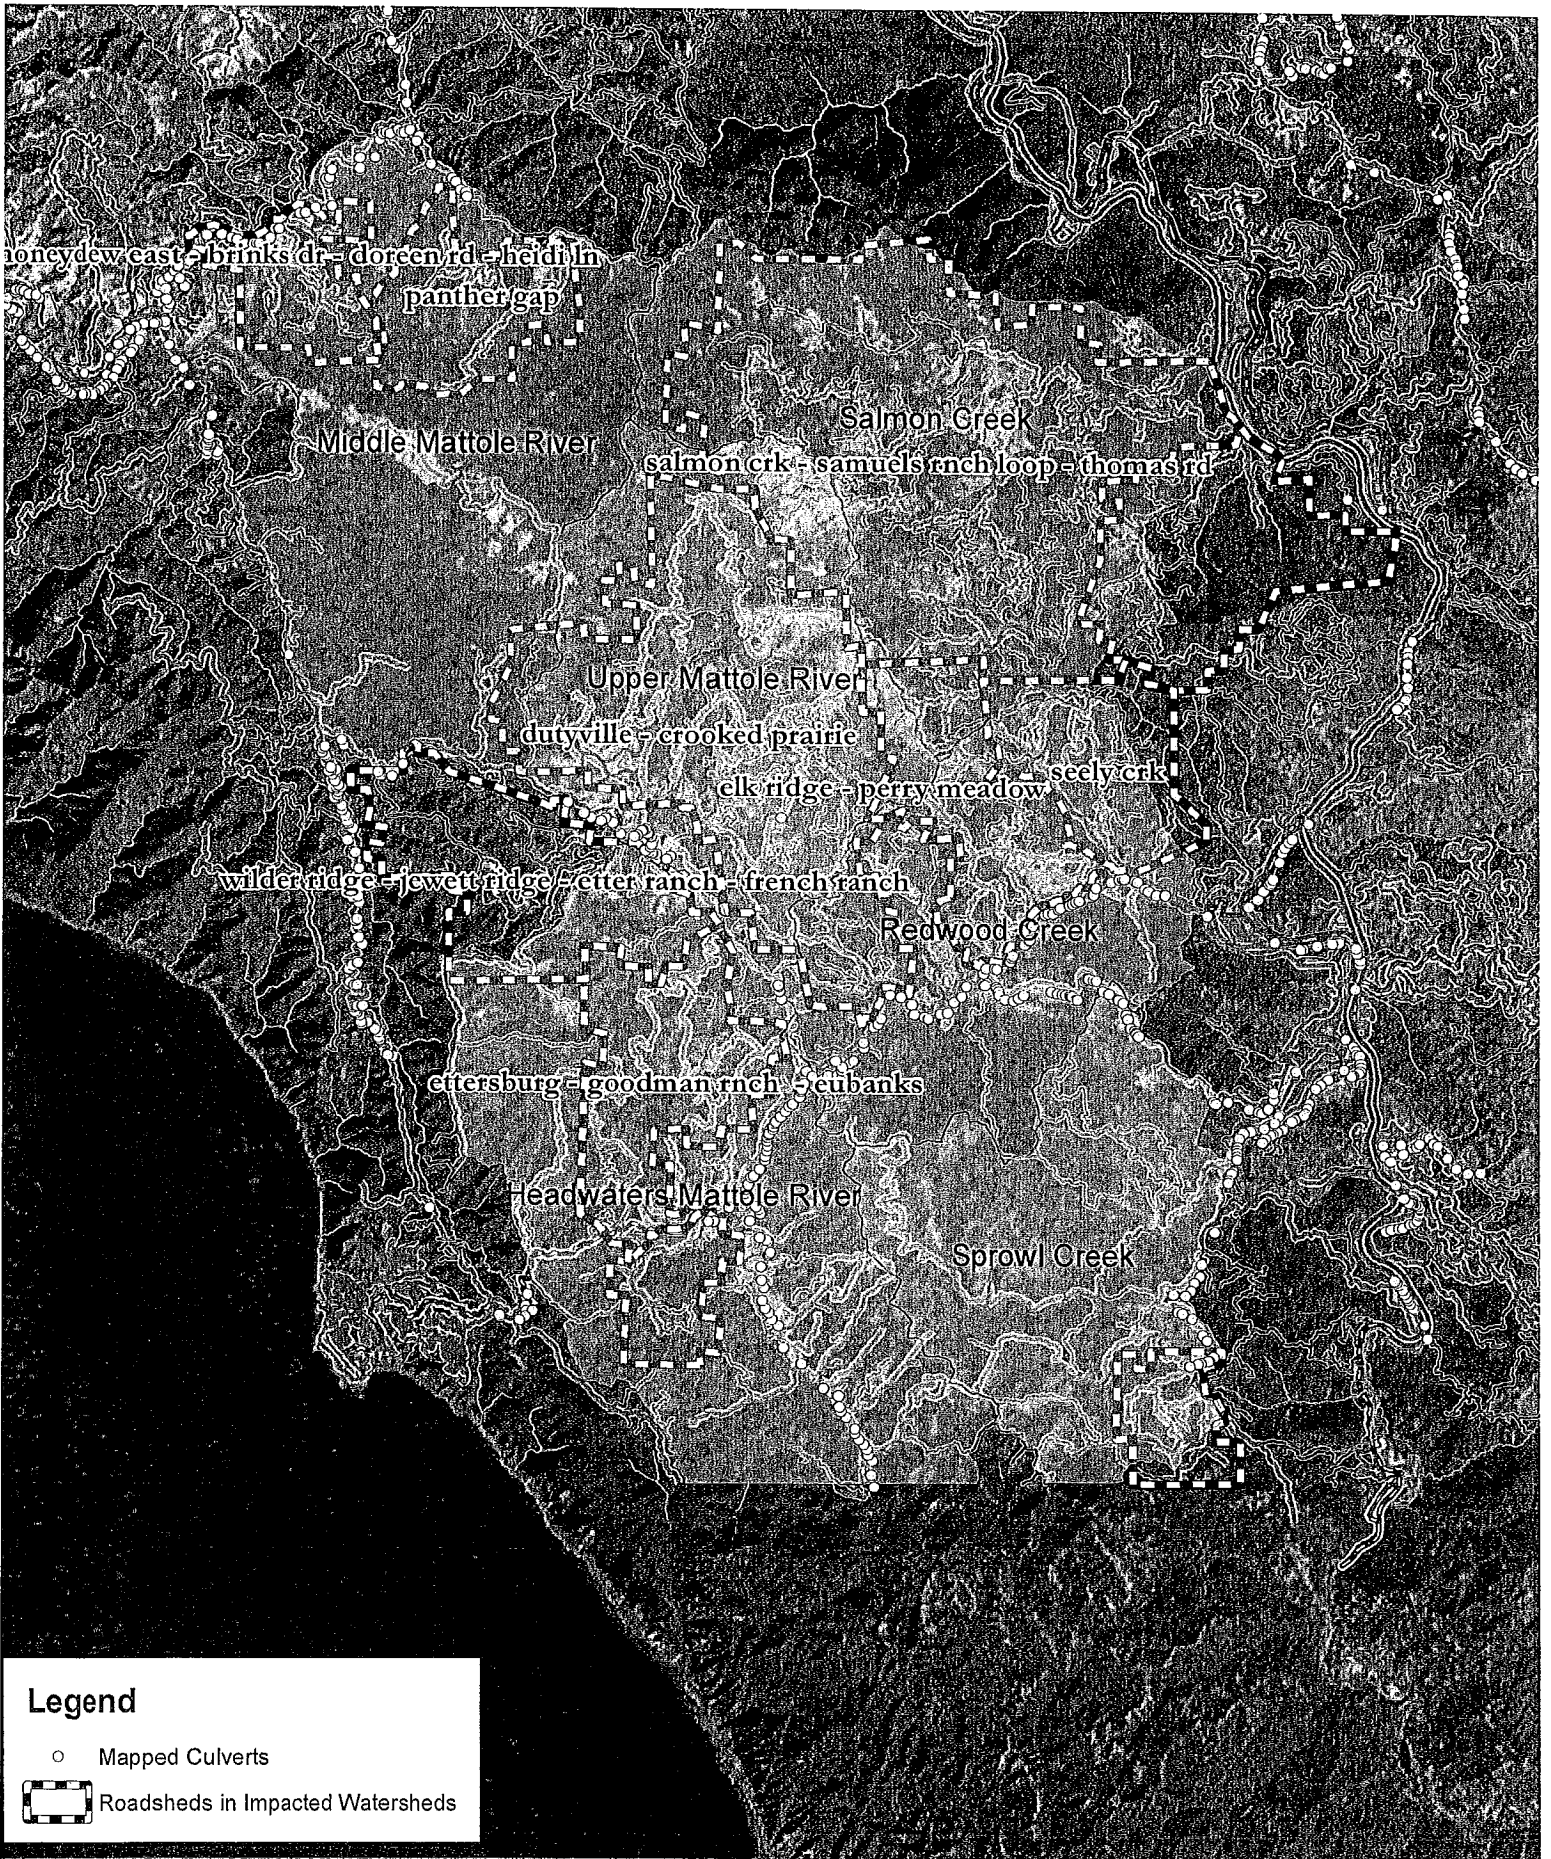 honeydew east - brinks dr - doreen rd - heidi ln
panther gap
Salmon Creek
Middle Mattole River
salmon crk - samuels rnch loop - thomas rd
Upper Mattole River
dutyville - crooked prairie
seely crk
elk ridge - perry meadow
wilder ridge - jewett ridge - etter ranch - french ranch
Redwood Creek
ettersburg - goodman rnch - eubanks
Headwaters Mattole River
Sprowl Creek
Legend
Mapped Culverts
Roadsheds in Impacted Watersheds